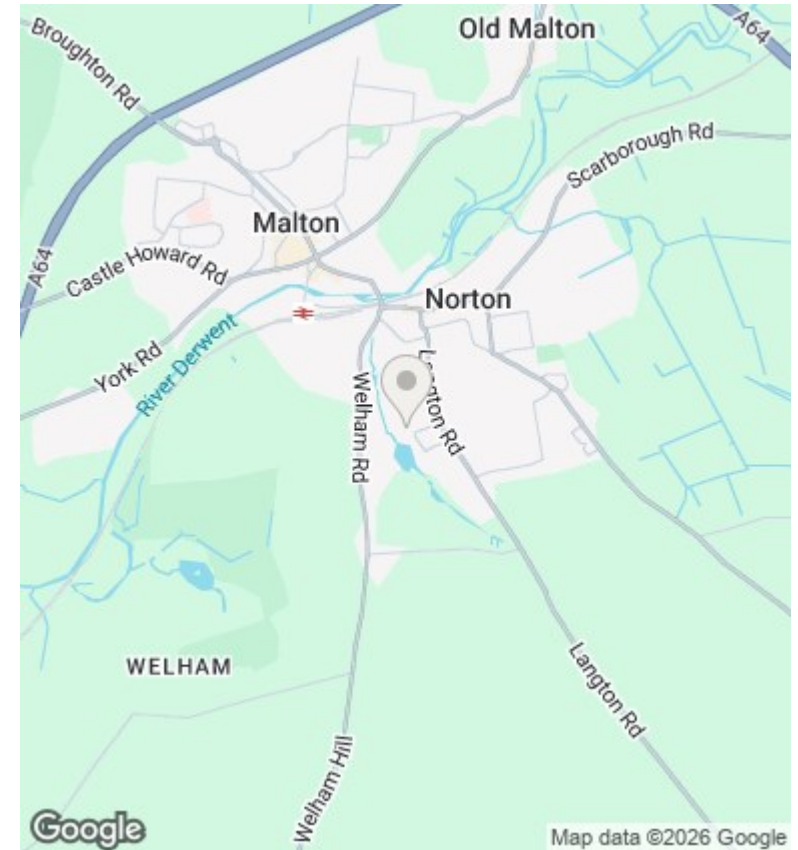 Old Malton
A64
Broughton Rd
Scarborough Rd
Malton
Castle Howard Rd
A64
Norton
River Derwent
York Rd
Langton Rd
Welham Rd
WELHAM
Langton Rd
Welham Hill
Google
Map data ©2026 Google